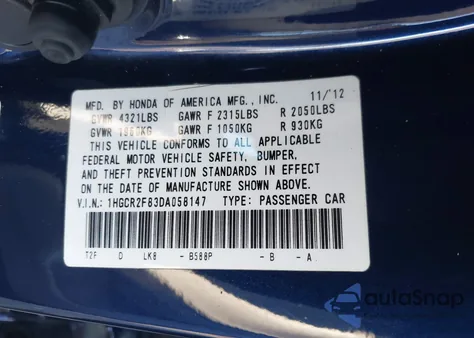 MFD. BY HONDA OF AMERICA MFG., INC. 11/'12
GVWR 4321LBS GAWR F 2315LBS R 2050LBS
GVWR 1960KG GAWR F 1050KG R 930KG
THIS VEHICLE CONFORMS TO ALL APPLICABLE
FEDERAL MOTOR VEHICLE SAFETY, BUMPER,
AND THEFT PREVENTION STANDARDS IN EFFECT
ON THE DATE OF MANUFACTURE SHOWN ABOVE.
V.I.N.: 1HGCR2F83DA058147 TYPE: PASSENGER CAR
T2F D LK8 - B588P - B - A
autoSnap